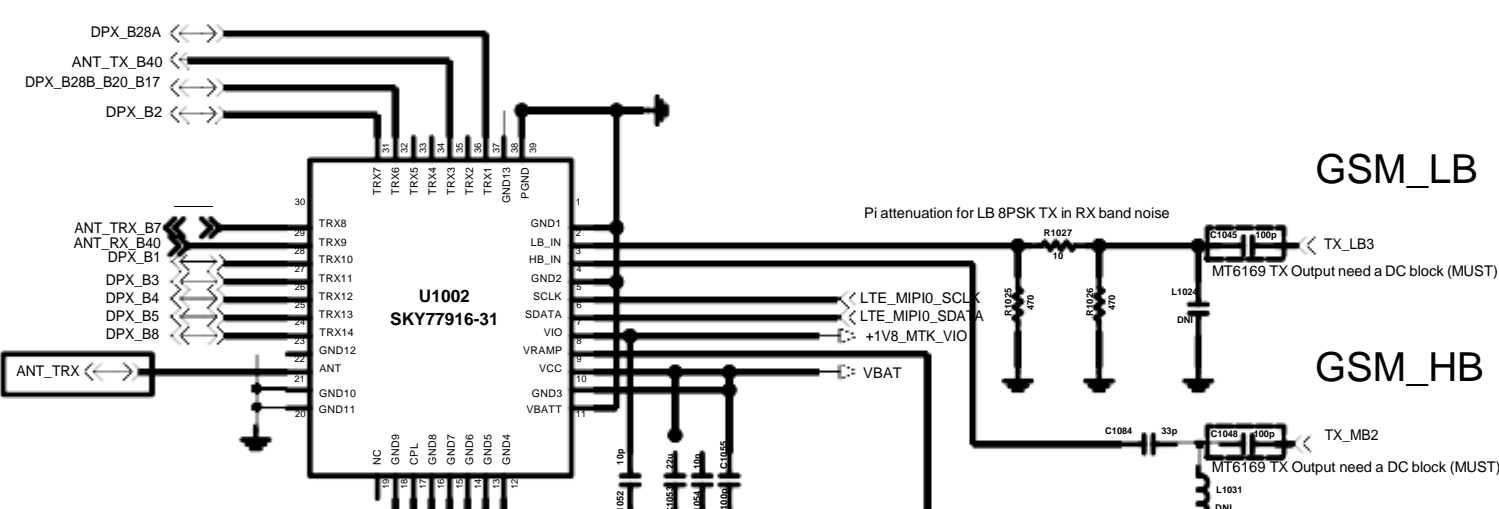 DPX_B28A
ANT_TX_B40
DPX_B28B_B20_B17
DPX_B2
31
32
33
34
35
36
37
38
39
TRX7
TRX6
TRX5
TRX4
TRX3
TRX2
TRX1
GND13
PGND
GSM_LB
30
1
ANT_TRX_B7
29
TRX8
GND1
2
Pi attenuation for LB 8PSK TX in RX band noise
R1027
10
C1045
100p
TX_LB3
ANT_RX_B40
28
TRX9
LB_IN
3
DPX_B1
27
TRX10
HB_IN
4
MT6169 TX Output need a DC block (MUST)
DPX_B3
26
TRX11
GND2
5
DPX_B4
25
TRX12
U1002
SCLK
6
LTE_MIPI0_SCLK
R1025
470
R1026
470
L1024
DNI
DPX_B5
24
TRX13
SKY77916-31
SDATA
7
LTE_MIPI0_SDATA
DPX_B8
23
TRX14
VIO
8
+1V8_MTK_VIO
22
GND12
VRAMP
9
GSM_HB
ANT_TRX
21
ANT
VCC
10
VBAT
GND10
GND3
20
GND11
VBATT
11
NC
GND9
CPL
GND8
GND7
GND6
GND5
GND4
19
18
17
16
15
14
13
12
10p
1052
22u
C1053
10p
1054
C1055
100p
C1084
33p
C1048
100p
TX_MB2
MT6169 TX Output need a DC block (MUST)
L1031
DNI